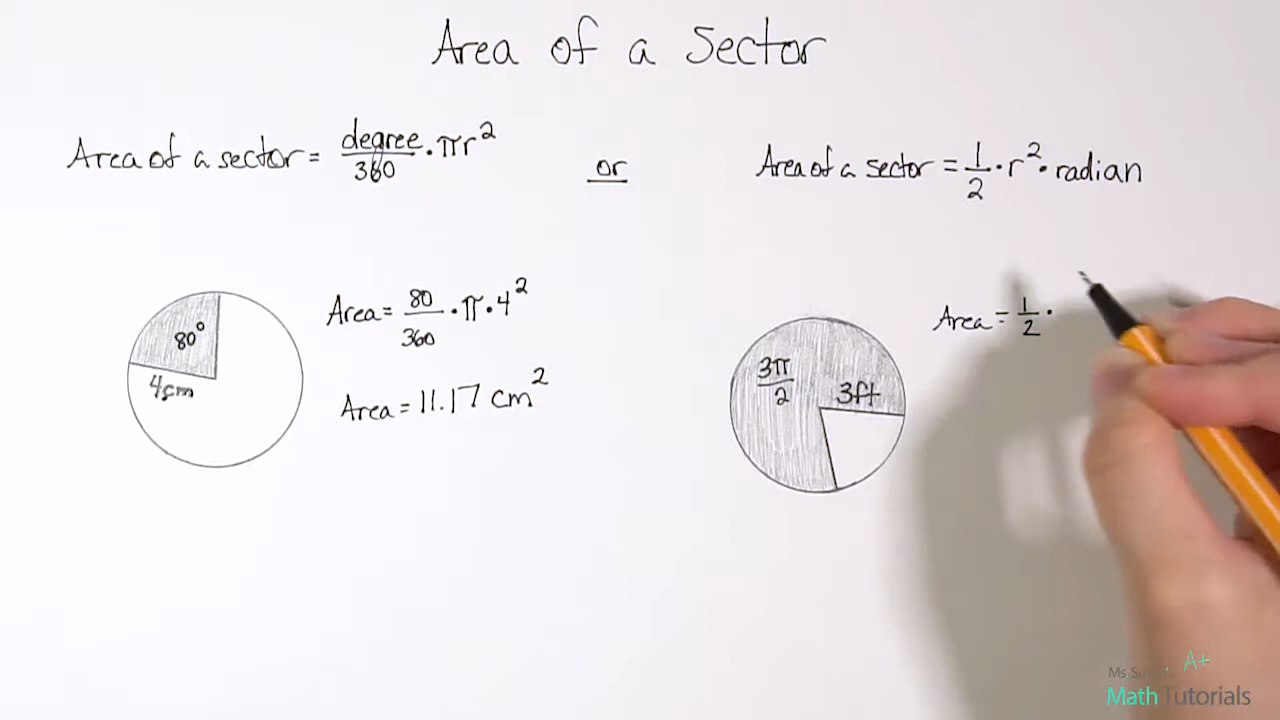 Area of a Sector
Area of a sector = degree/360 · πr²
or
Area of a sector = 1/2 · r² · radian
80°
4cm
Area = 80/360 · π · 4²
Area = 11.17 cm²
3π/2
3ft
Area = 1/2 ·
Ms A+
Math Tutorials